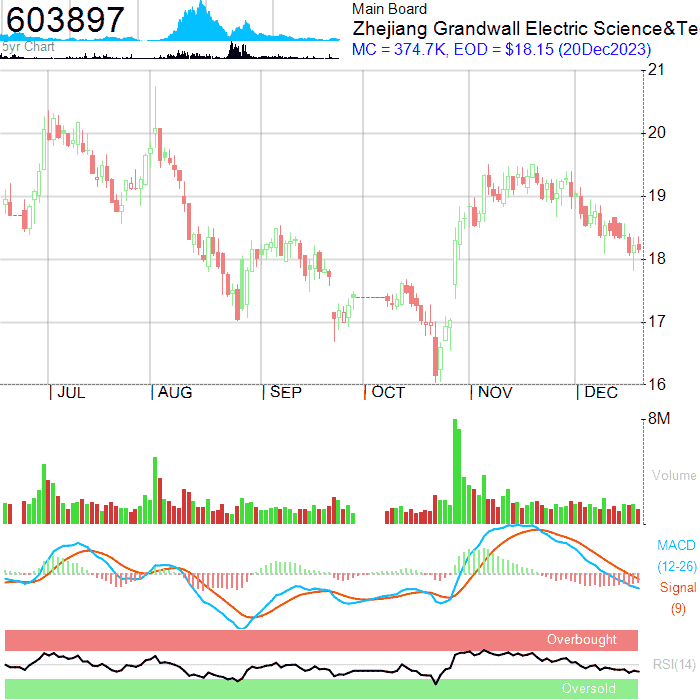 603897
5yr Chart
Main Board
Zhejiang Grandwall Electric Science&Te
MC = 374.7K, EOD = $18.15 (20Dec2023)
21
20
19
18
17
16
JUL AUG SEP OCT NOV DEC
8M
Volume
MACD
(12-26)
Signal
(9)
Overbought
RSI(14)
Oversold